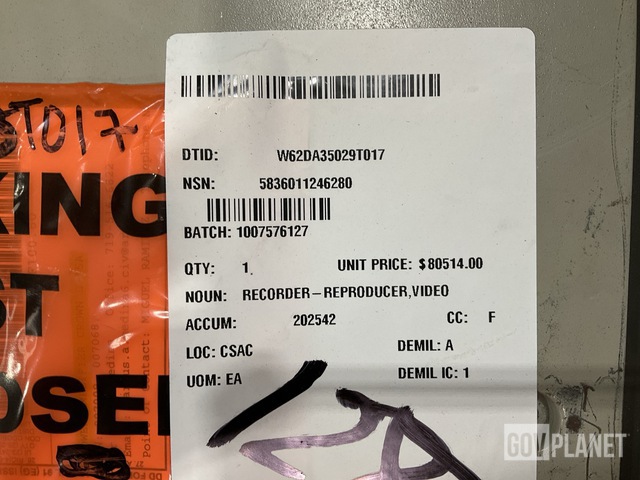 ST017
KING
ST
OSE
DTID: W62DA35029T017
NSN: 5836011246280
BATCH: 1007576127
QTY: 1 UNIT PRICE: $80514.00
NOUN: RECORDER-REPRODUCER,VIDEO
ACCUM: 202542 CC: F
LOC: CSAC DEMIL: A
UOM: EA DEMIL IC: 1
GOVPLANET